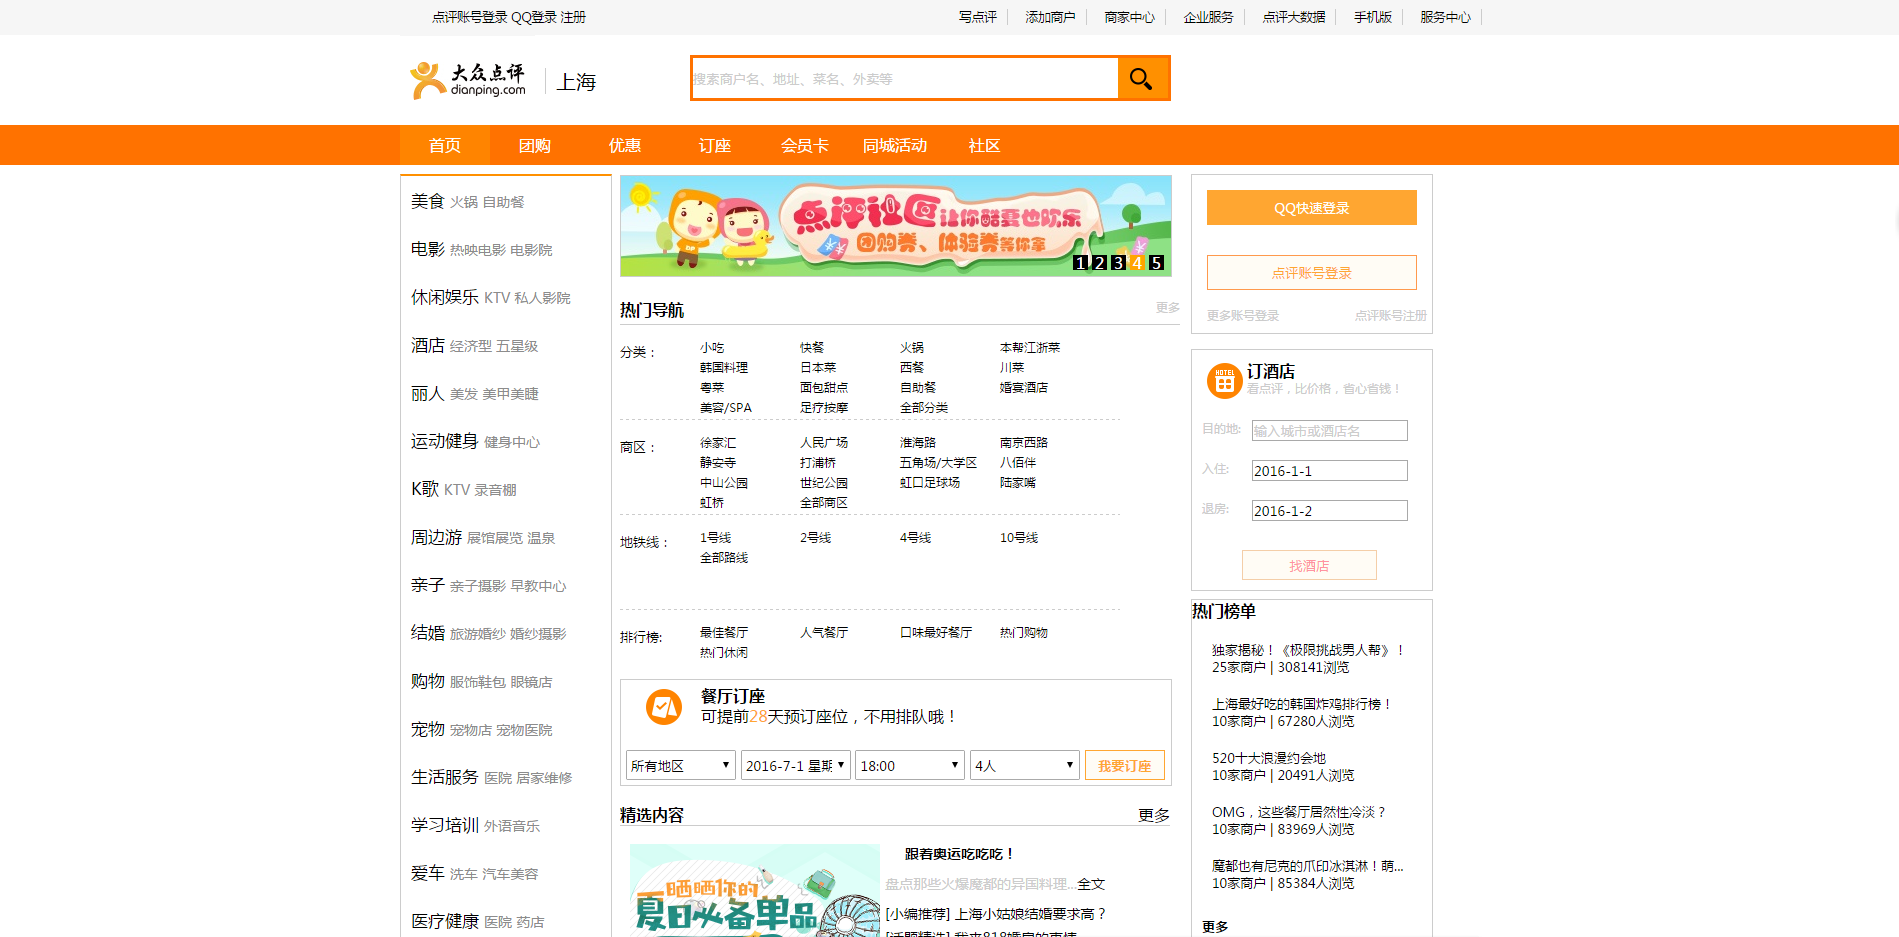 点评账号登录 QQ登录 注册
写点评 添加商户 商家中心 企业服务 点评大数据 手机版 服务中心
大众点评
dianping.com
上海
搜索商户名、地址、菜名、外卖等
首页 团购 优惠 订座 会员卡 同城活动 社区
美食 火锅 自助餐
电影 热映电影 电影院
休闲娱乐 KTV 私人影院
酒店 经济型 五星级
丽人 美发 美甲美睫
运动健身 健身中心
K歌 KTV 录音棚
周边游 展馆展览 温泉
亲子 亲子摄影 早教中心
结婚 旅游婚纱 婚纱摄影
购物 服饰鞋包 眼镜店
宠物 宠物店 宠物医院
生活服务 医院 居家维修
学习培训 外语音乐
爱车 洗车 汽车美容
医疗健康 医院 药店
点评社区让你酷夏也欢乐
团购券、体验券等你拿
1 2 3 4 5
热门导航 更多
分类： 小吃 快餐 火锅 本帮江浙菜
韩国料理 日本菜 西餐 川菜
粤菜 面包甜点 自助餐 婚宴酒店
美容/SPA 足疗按摩 全部分类
商区： 徐家汇 人民广场 淮海路 南京西路
静安寺 打浦桥 五角场/大学区 八佰伴
中山公园 世纪公园 虹口足球场 陆家嘴
虹桥 全部商区
地铁线： 1号线 2号线 4号线 10号线
全部路线
排行榜: 最佳餐厅 人气餐厅 口味最好餐厅 热门购物
热门休闲
餐厅订座
可提前28天预订座位，不用排队哦！
所有地区 2016-7-1 星期 18:00 4人 我要订座
精选内容 更多
晒晒你的
夏日必备单品
跟着奥运吃吃吃！
盘点那些火爆魔都的异国料理...全文
[小编推荐] 上海小姑娘结婚要求高？
[话题精选] 我来818婚房的事情
QQ快速登录
点评账号登录
更多账号登录 点评账号注册
HOTEL
订酒店
看点评，比价格，省心省钱！
目的地: 输入城市或酒店名
入住: 2016-1-1
退房: 2016-1-2
找酒店
热门榜单
独家揭秘！《极限挑战男人帮》！
25家商户 | 308141浏览
上海最好吃的韩国炸鸡排行榜！
10家商户 | 67280人浏览
520十大浪漫约会地
10家商户 | 20491人浏览
OMG，这些餐厅居然性冷淡？
10家商户 | 83969人浏览
魔都也有尼克的爪印冰淇淋！萌...
10家商户 | 85384人浏览
更多